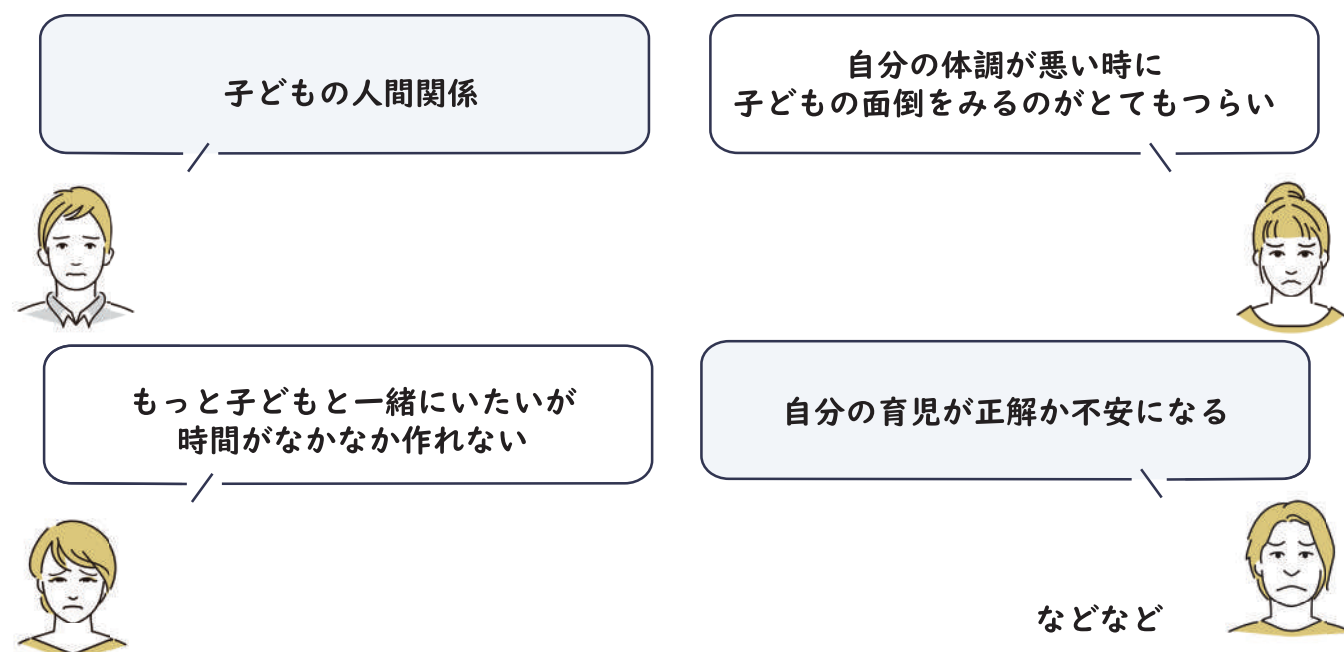 子どもの人間関係
自分の体調が悪い時に
子どもの面倒をみるのがとてもつらい
もっと子どもと一緒にいたいが
時間がなかなか作れない
自分の育児が正解か不安になる
などなど